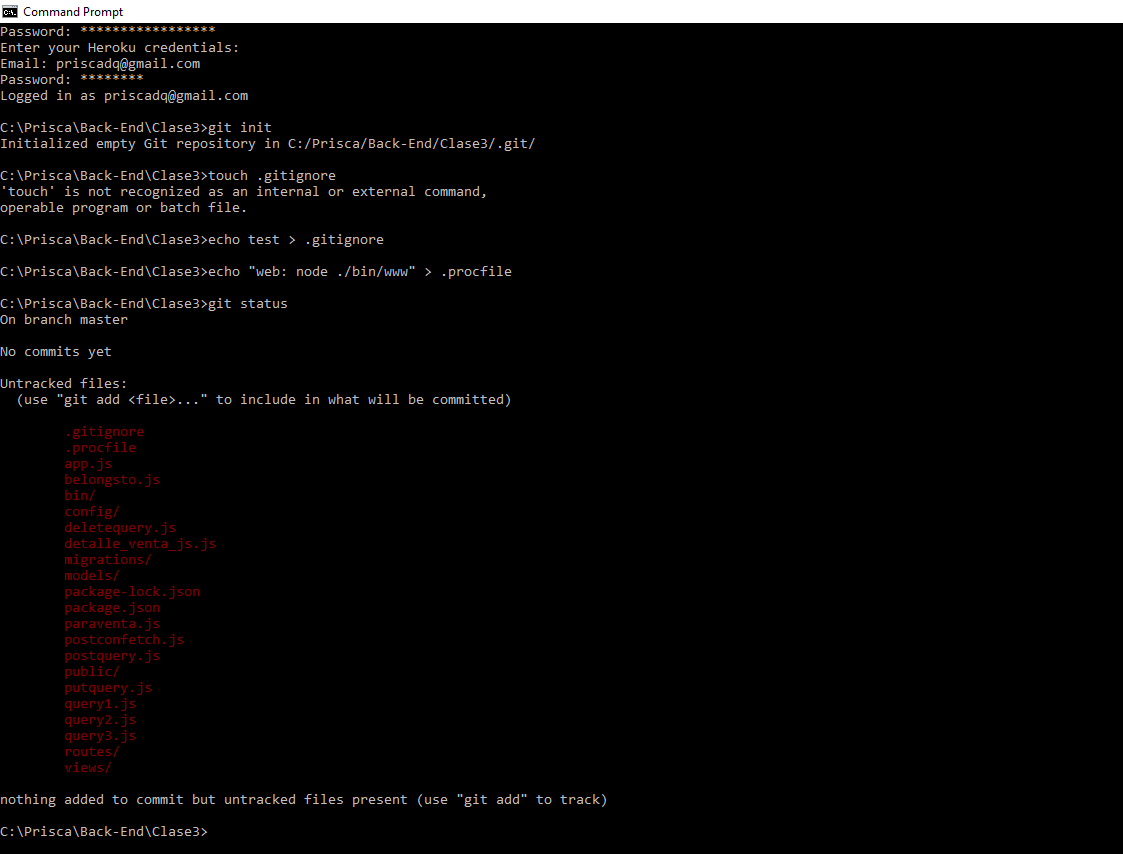 Command Prompt
Password: *****************
Enter your Heroku credentials:
Email: priscadq@gmail.com
Password: ********
Logged in as priscadq@gmail.com
C:\Prisca\Back-End\Clase3>git init
Initialized empty Git repository in C:/Prisca/Back-End/Clase3/.git/
C:\Prisca\Back-End\Clase3>touch .gitignore
'touch' is not recognized as an internal or external command,
operable program or batch file.
C:\Prisca\Back-End\Clase3>echo test > .gitignore
C:\Prisca\Back-End\Clase3>echo "web: node ./bin/www" > .procfile
C:\Prisca\Back-End\Clase3>git status
On branch master
No commits yet
Untracked files:
(use "git add <file>..." to include in what will be committed)
.gitignore
.procfile
app.js
belongsto.js
bin/
config/
deletequery.js
detalle_venta_js.js
migrations/
models/
package-lock.json
package.json
paraventa.js
postconfetch.js
postquery.js
public/
putquery.js
query1.js
query2.js
query3.js
routes/
views/
nothing added to commit but untracked files present (use "git add" to track)
C:\Prisca\Back-End\Clase3>